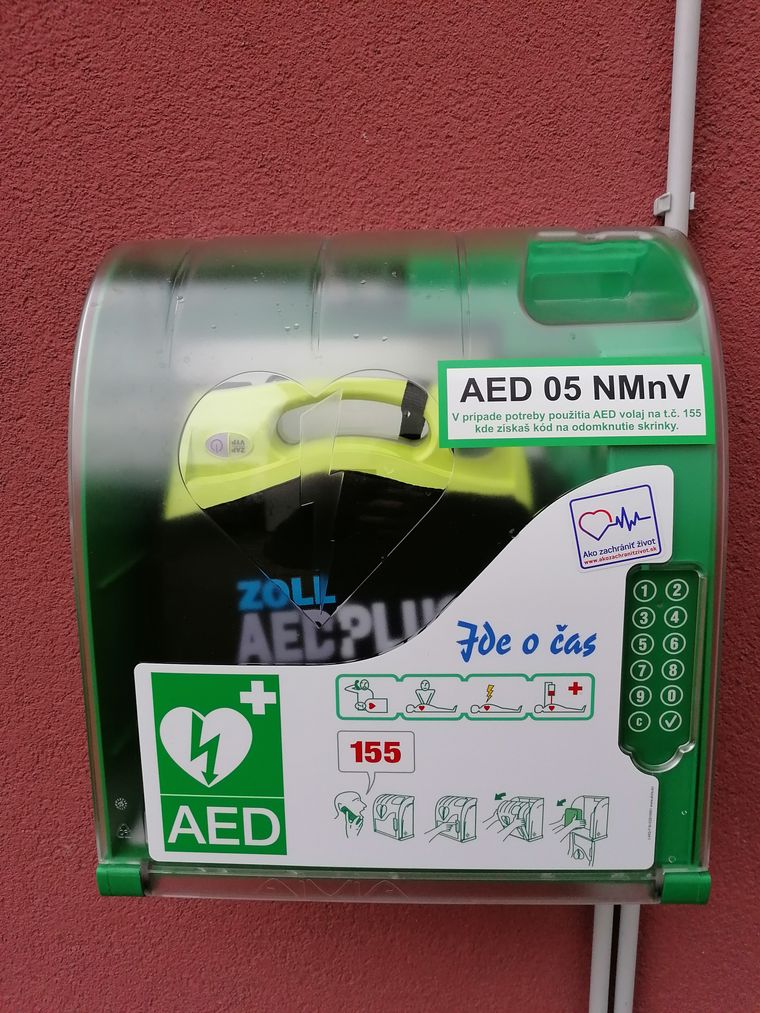 AED 05 NMnV
V prípade potreby použitia AED volaj na t.č. 155
kde získaš kód na odomknutie skrinky.
ZAP
VYP
Ako zachrániť život
www.akozachranitzivot.sk
ZOLL
AED PLUS
Jde o čas
1 2
3 4
5 6
7 8
9 0
C
155
AED